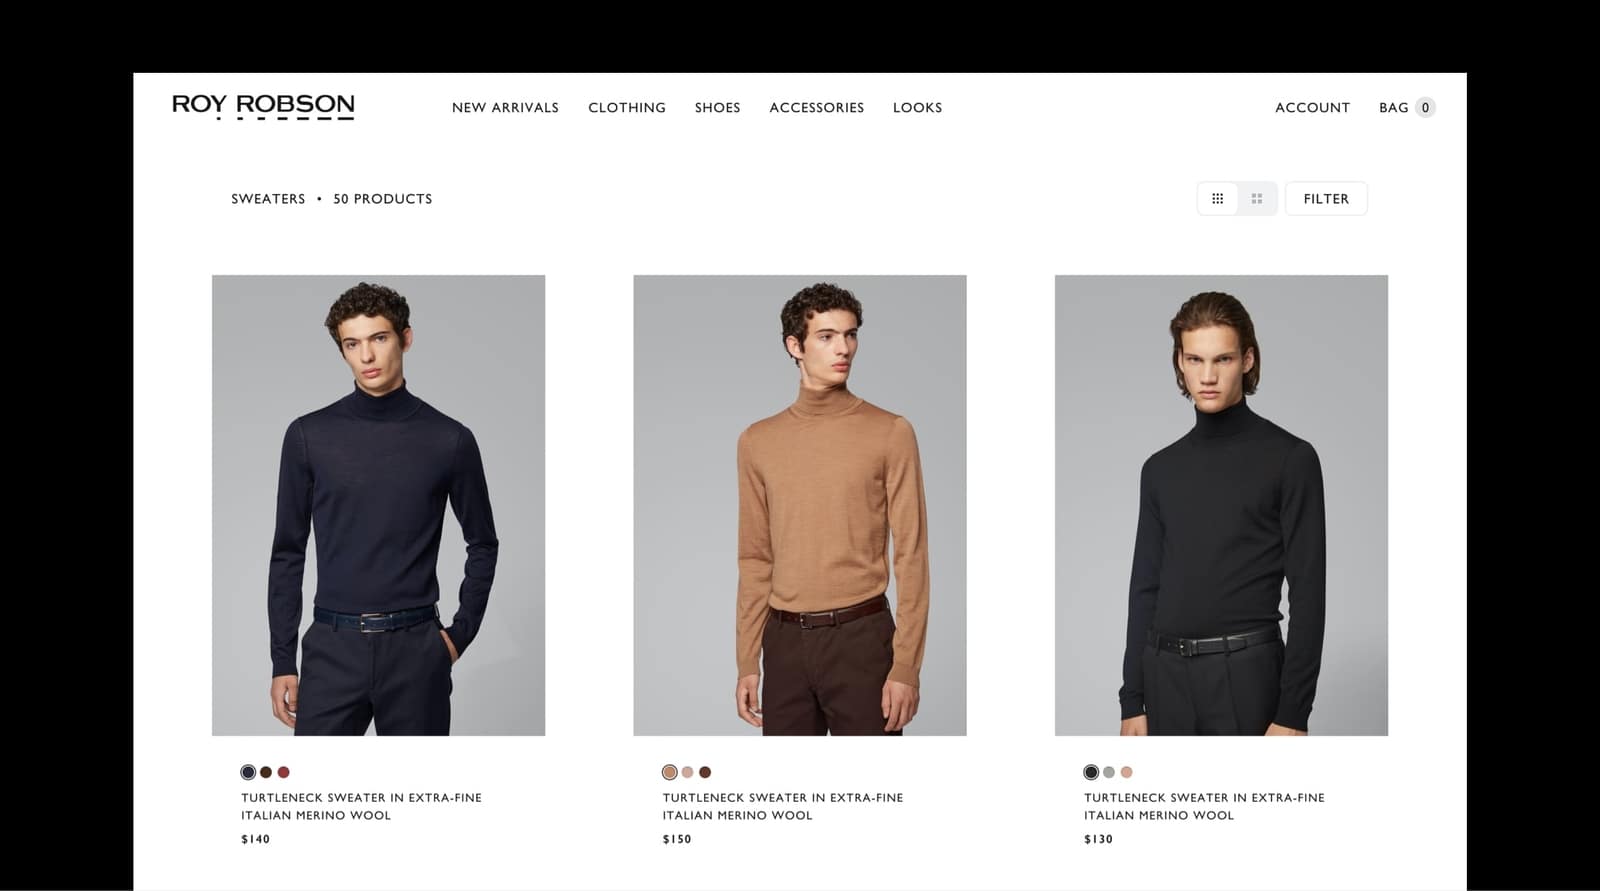 ROY ROBSON
NEW ARRIVALS
CLOTHING
SHOES
ACCESSORIES
LOOKS
ACCOUNT
BAG 0
SWEATERS • 50 PRODUCTS
FILTER
TURTLENECK SWEATER IN EXTRA-FINE
ITALIAN MERINO WOOL
$140
TURTLENECK SWEATER IN EXTRA-FINE
ITALIAN MERINO WOOL
$150
TURTLENECK SWEATER IN EXTRA-FINE
ITALIAN MERINO WOOL
$130